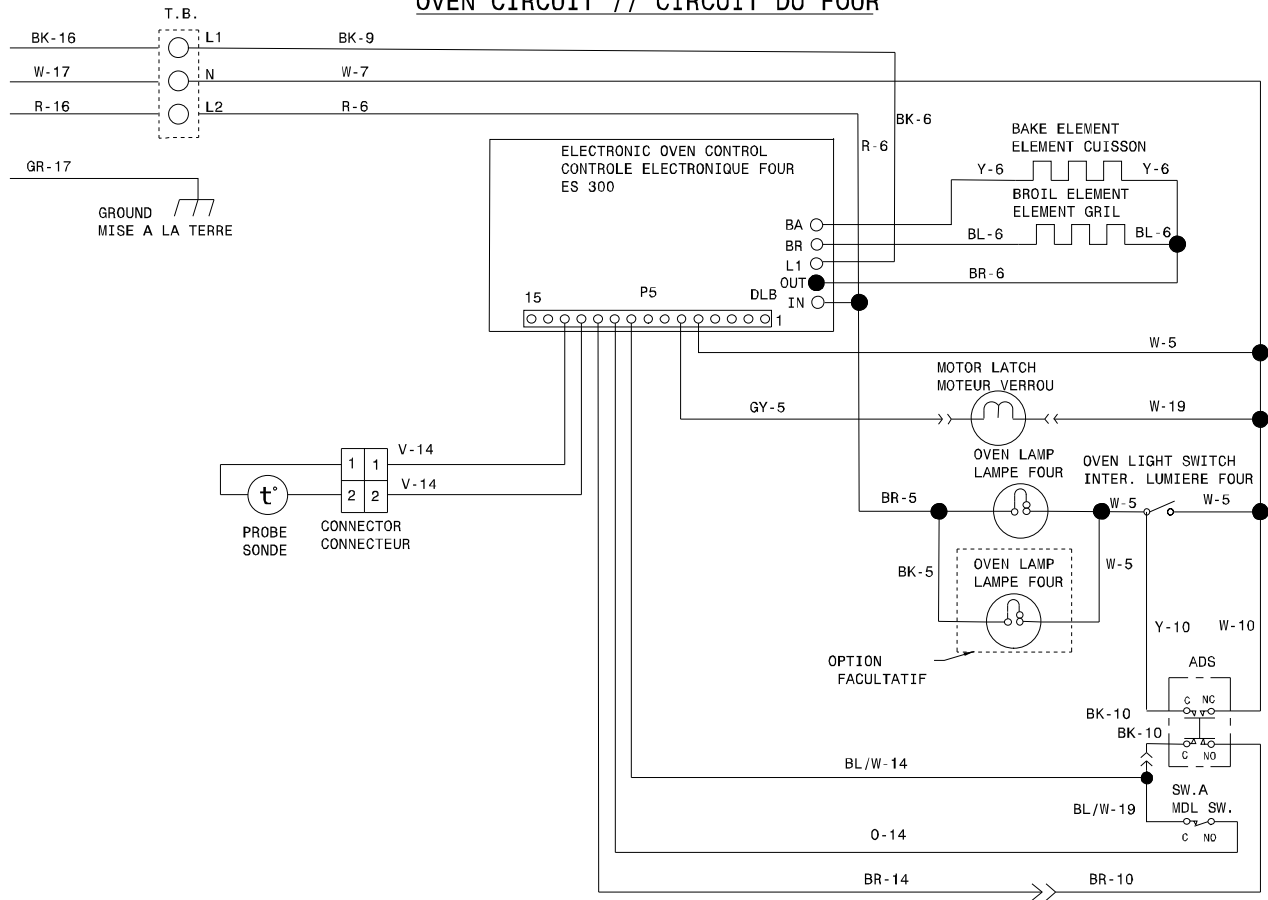 OVEN CIRCUIT // CIRCUIT DU FOUR
T.B.
BK-16
L1
BK-9
W-17
N
W-7
R-16
L2
R-6
BK-6
R-6
GR-17
GROUND
MISE A LA TERRE
ELECTRONIC OVEN CONTROL
CONTROLE ELECTRONIQUE FOUR
ES 300
BAKE ELEMENT
ELEMENT CUISSON
Y-6
Y-6
BROIL ELEMENT
ELEMENT GRIL
BA
BR
BL-6
BL-6
L1
OUT
BR-6
DLB
IN
15
P5
1
W-5
MOTOR LATCH
MOTEUR VERROU
GY-5
W-19
V-14
1
1
V-14
2
2
t°
PROBE
SONDE
CONNECTOR
CONNECTEUR
OVEN LAMP
LAMPE FOUR
OVEN LIGHT SWITCH
INTER. LUMIERE FOUR
BR-5
W-5
W-5
BK-5
OVEN LAMP
LAMPE FOUR
W-5
OPTION
FACULTATIF
Y-10
W-10
ADS
C
NC
BK-10
BK-10
C
NO
BL/W-14
SW.A
MDL SW.
BL/W-19
C
NO
O-14
BR-14
BR-10